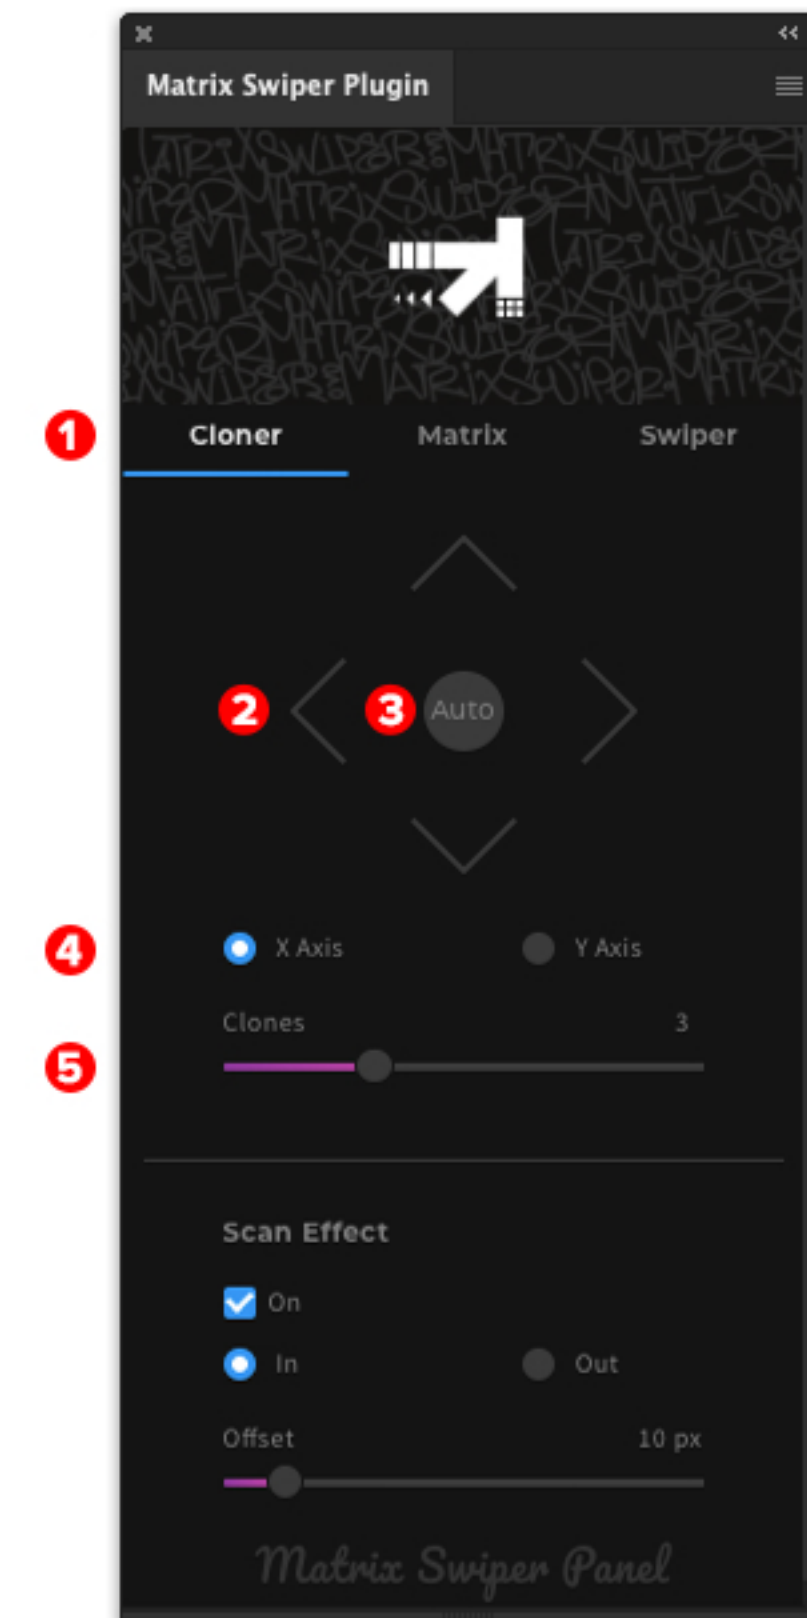 Matrix Swiper Plugin
1 Cloner Matrix Swiper
2 3 Auto
4 X Axis Y Axis
Clones 3
5
Scan Effect
On
In Out
Offset 10 px
Matrix Swiper Panel